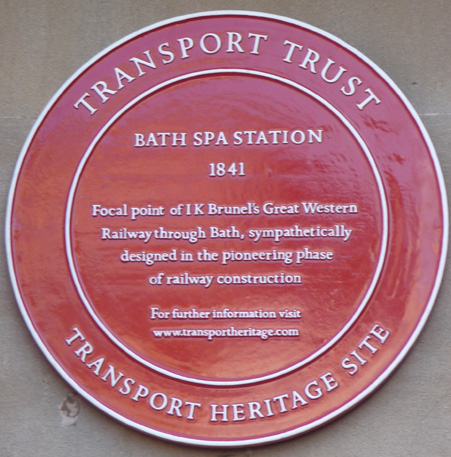 TRANSPORT TRUST
BATH SPA STATION
1841
Focal point of I K Brunel's Great Western
Railway through Bath, sympathetically
designed in the pioneering phase
of railway construction
For further information visit
www.transportheritage.com
TRANSPORT HERITAGE SITE